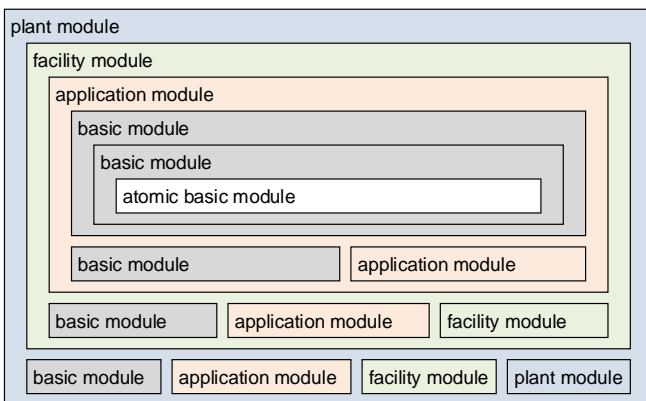 plant module
facility module
application module
basic module
basic module
atomic basic module
basic module application module
basic module application module facility module
basic module application module facility module plant module